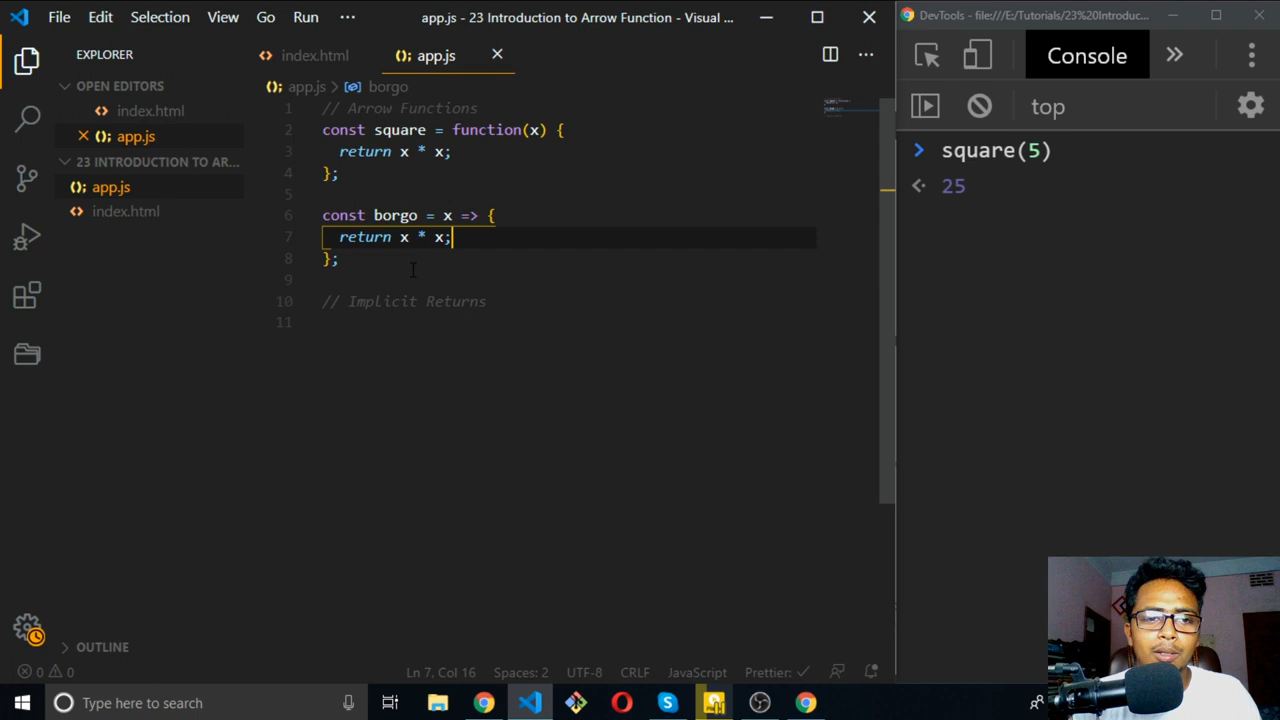 File Edit Selection View Go Run ··· app.js - 23 Introduction to Arrow Function - Visual ...
DevTools - file:///E:/Tutorials/23%20Introduc...
EXPLORER
index.html app.js
Console
OPEN EDITORS
index.html
app.js
23 INTRODUCTION TO AR...
app.js
index.html
app.js > borgo
1 // Arrow Functions
2 const square = function(x) {
3 return x * x;
4 };
5
6 const borgo = x => {
7 return x * x;
8 };
9
10 // Implicit Returns
11
top
> square(5)
25
OUTLINE
0 0
Ln 7, Col 16 Spaces: 2 UTF-8 CRLF JavaScript Prettier: ✓
Type here to search